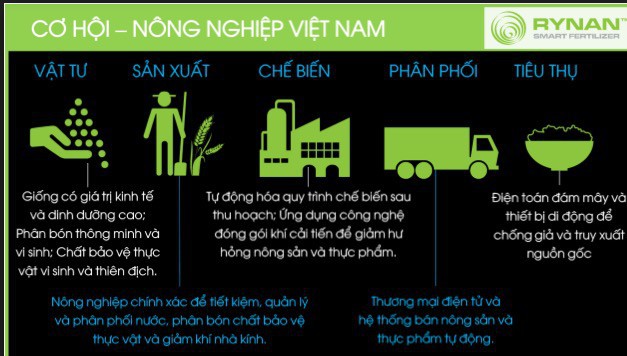 CƠ HỘI – NÔNG NGHIỆP VIỆT NAM
RYNAN™
SMART FERTILIZER
VẬT TƯ
SẢN XUẤT
CHẾ BIẾN
PHÂN PHỐI
TIÊU THỤ
Giống có giá trị kinh tế
và dinh dưỡng cao;
Phân bón thông minh và
vi sinh; Chất bảo vệ thực
vật vi sinh và thiên địch.
Tự động hóa quy trình chế biến sau
thu hoạch; Ứng dụng công nghệ
đóng gói khí cải tiến để giảm hư
hỏng nông sản và thực phẩm.
Điện toán đám mây và
thiết bị di động để
chống giả và truy xuất
nguồn gốc
Nông nghiệp chính xác để tiết kiệm, quản lý
và phân phối nước, phân bón chất bảo vệ
thực vật và giảm khí nhà kính.
Thương mại điện tử và
hệ thống bán nông sản và
thực phẩm tự động.